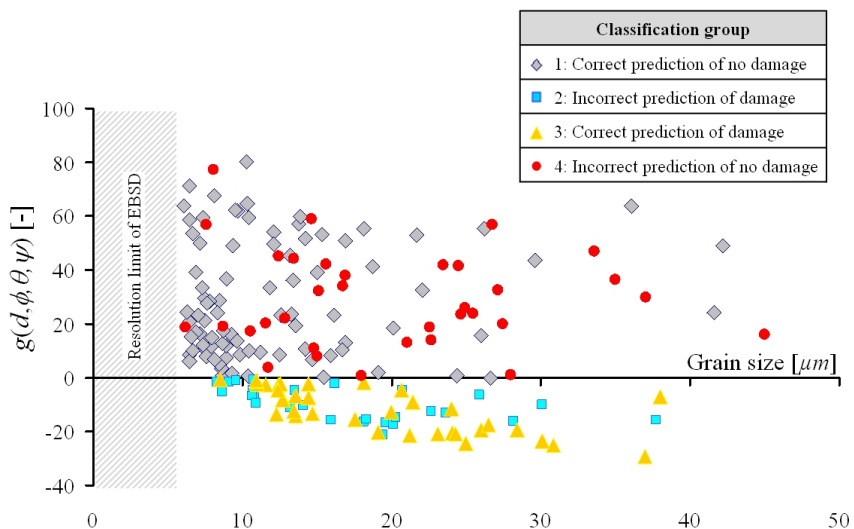 Classification group
1: Correct prediction of no damage
2: Incorrect prediction of damage
3: Correct prediction of damage
4: Incorrect prediction of no damage
g(d,ϕ,θ,ψ) [-]
100
80
60
40
20
0
-20
-40
Resolution limit of EBSD
Grain size [μm]
0 10 20 30 40 50